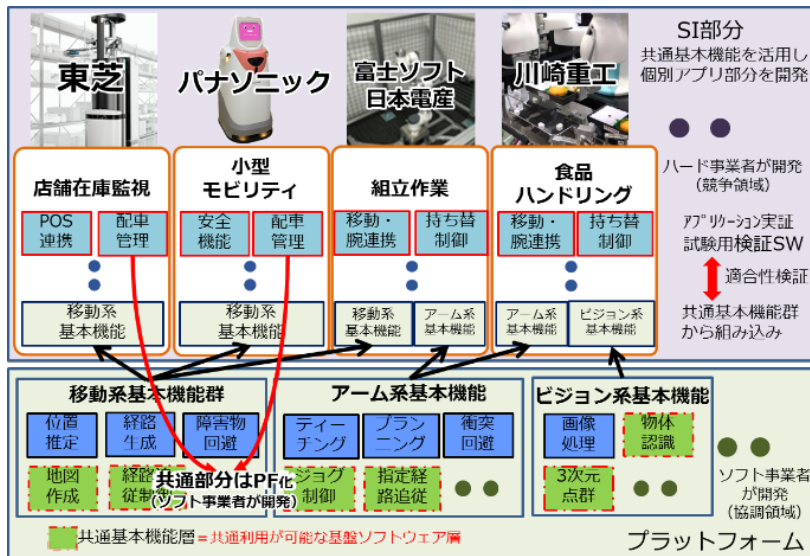 東芝
パナソニック
富士ソフト
日本電産
川崎重工
SI部分
共通基本機能を活用し
個別アプリ部分を開発
ハード事業者が開発
(競争領域)
店舗在庫監視
小型
モビリティ
組立作業
食品
ハンドリング
POS
連携
配車
管理
安全
機能
配車
管理
移動・
腕連携
持ち替
制御
移動・
腕連携
持ち替
制御
アプリケーション実証
試験用検証SW
適合性検証
共通基本機能群
から組み込み
移動系
基本機能
移動系
基本機能
移動系
基本機能
アーム系
基本機能
アーム系
基本機能
ビジョン系
基本機能
移動系基本機能群
位置
推定
経路
生成
障害物
回避
地図
作成
経路
従制
共通部分はPF化
(ソフト事業者が開発)
アーム系基本機能
ティー
チング
プラン
ニング
衝突
回避
ジョグ
制御
指定経
路追従
ビジョン系基本機能
画像
処理
物体
認識
3次元
点群
ソフト事業者
が開発
(協調領域)
共通基本機能層=共通利用が可能な基盤ソフトウェア層
プラットフォーム